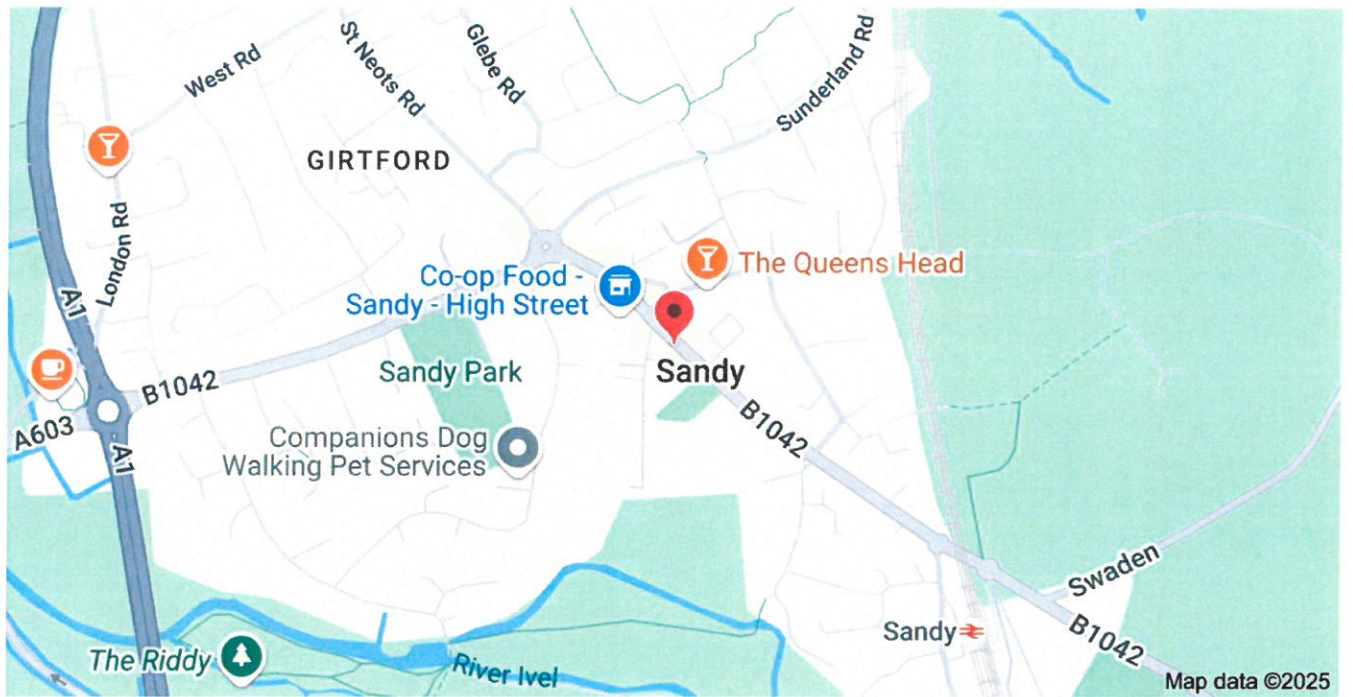 West Rd
St Neots Rd
Glebe Rd
Sunderland Rd
GIRTFORD
London Rd
A1
The Queens Head
Co-op Food -
Sandy - High Street
Sandy Park
Sandy
B1042
B1042
A603
A1
Companions Dog
Walking Pet Services
Swaden
Sandy
B1042
The Riddy
River Ivel
Map data ©2025